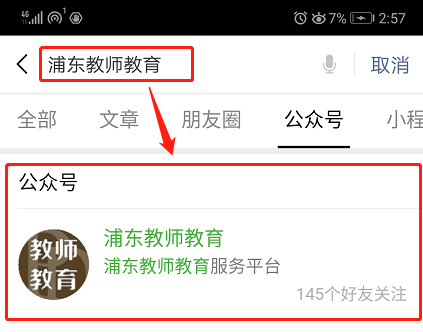 4G 1 7% 2:57
浦东教师教育 取消
全部 文章 朋友圈 公众号 小程
公众号
教师
教育
浦东教师教育
浦东教师教育服务平台
145个好友关注